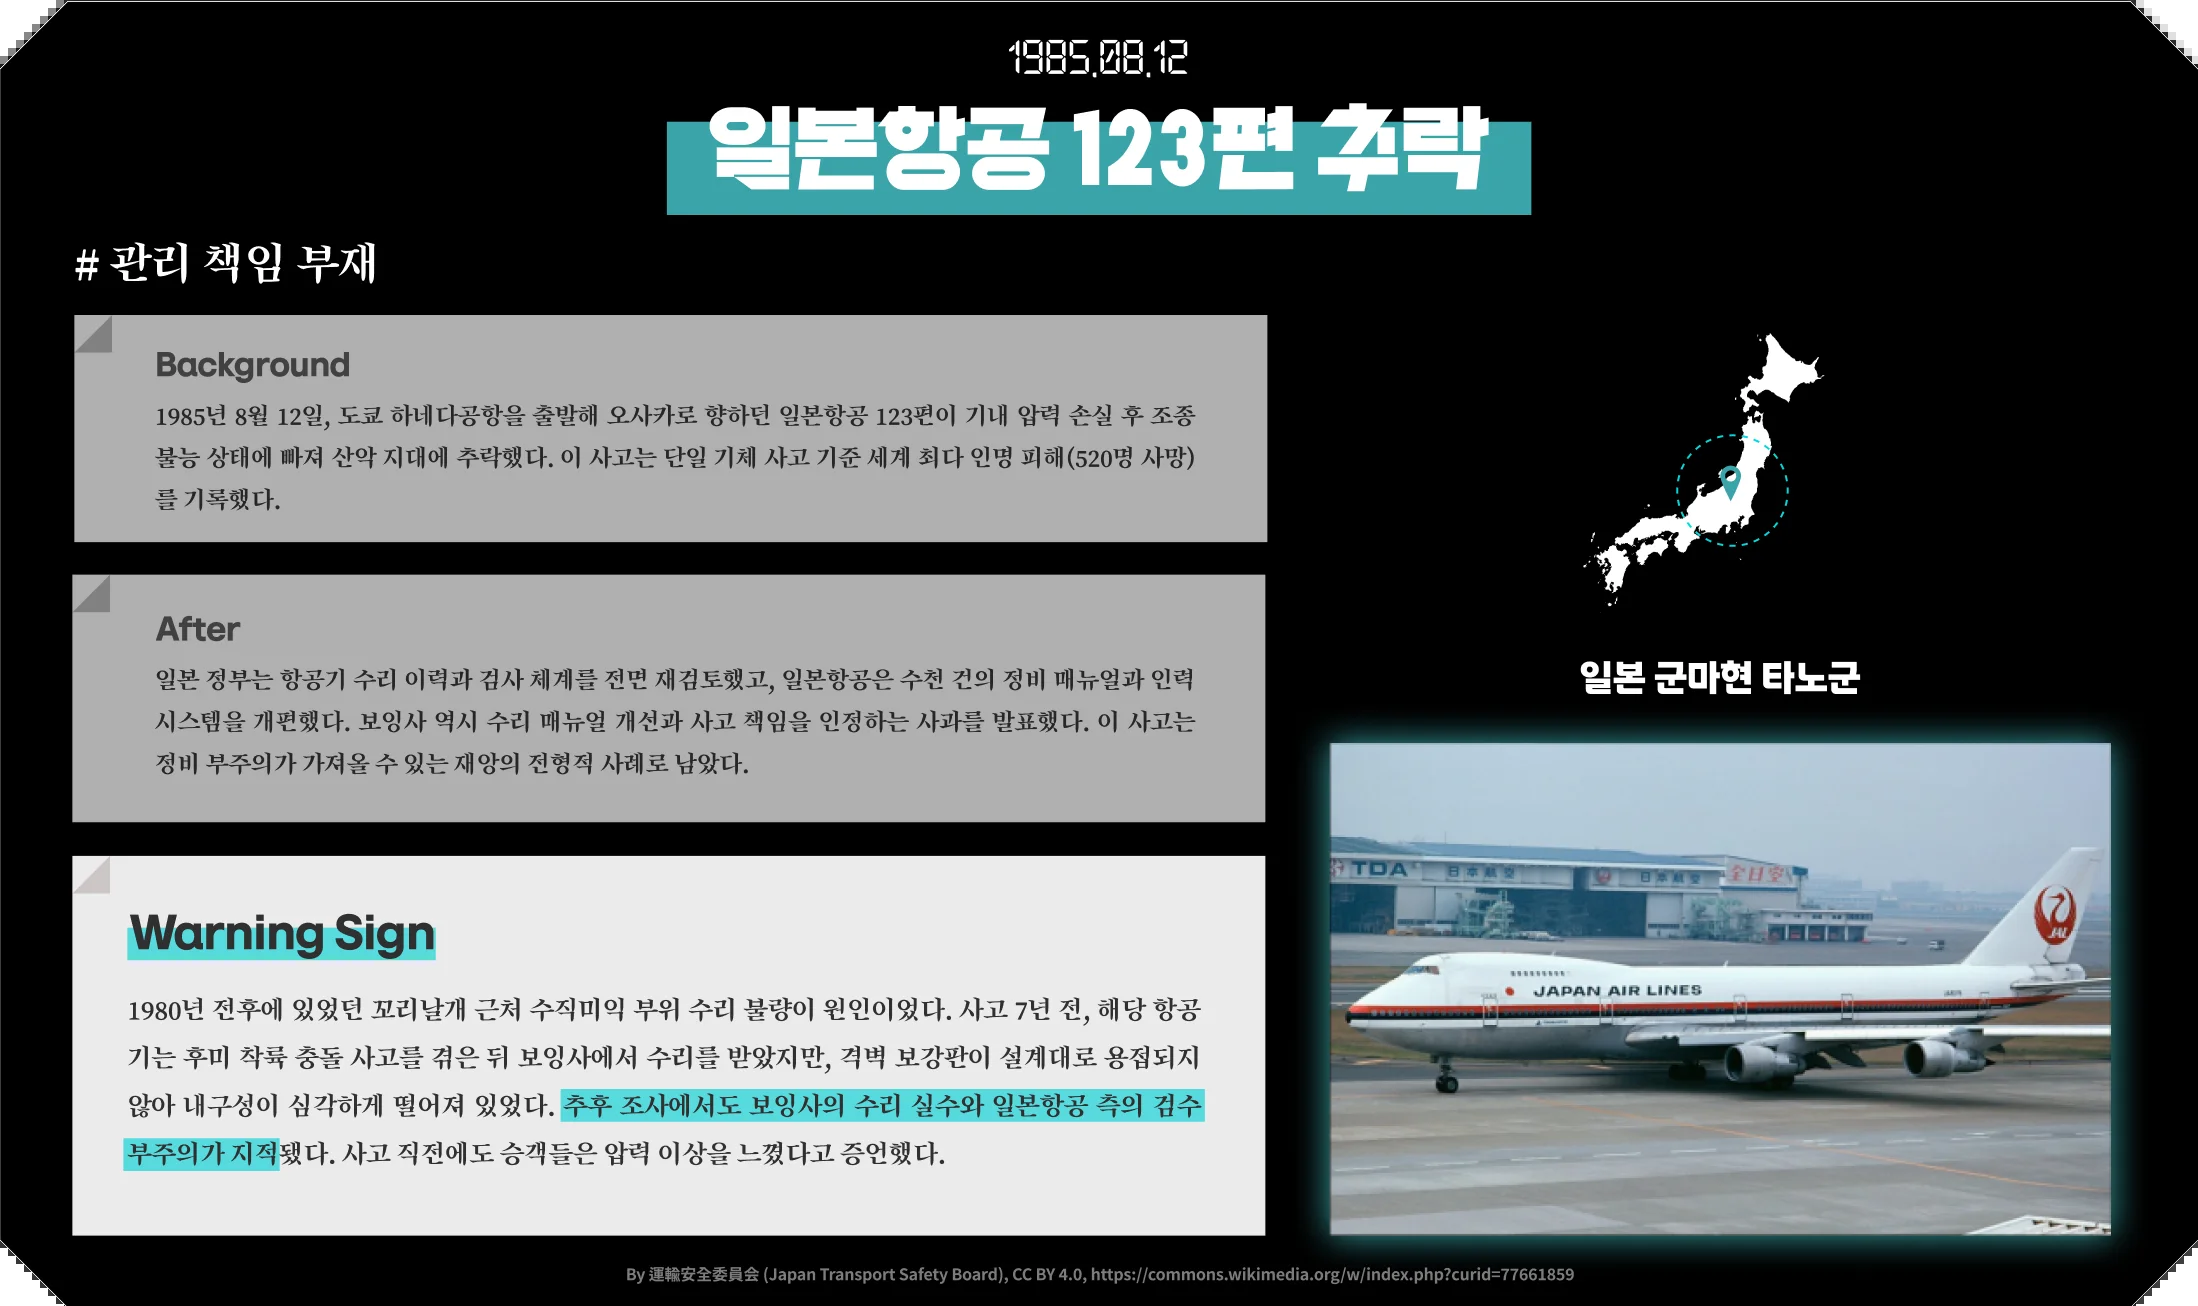 1985.08.12
일본항공 123편 추락
# 관리 책임 부재
Background
1985년 8월 12일, 도쿄 하네다공항을 출발해 오사카로 향하던 일본항공 123편이 기내 압력 손실 후 조종
불능 상태에 빠져 산악 지대에 추락했다. 이 사고는 단일 기체 사고 기준 세계 최다 인명 피해(520명 사망)
를 기록했다.
After
일본 정부는 항공기 수리 이력과 검사 체계를 전면 재검토했고, 일본항공은 수천 건의 정비 매뉴얼과 인력
시스템을 개편했다. 보잉사 역시 수리 매뉴얼 개선과 사고 책임을 인정하는 사과를 발표했다. 이 사고는
정비 부주의가 가져올 수 있는 재앙의 전형적 사례로 남았다.
Warning Sign
1980년 전후에 있었던 꼬리날개 근처 수직미익 부위 수리 불량이 원인이었다. 사고 7년 전, 해당 항공
기는 후미 착륙 충돌 사고를 겪은 뒤 보잉사에서 수리를 받았지만, 격벽 보강판이 설계대로 용접되지
않아 내구성이 심각하게 떨어져 있었다. 추후 조사에서도 보잉사의 수리 실수와 일본항공 측의 검수
부주의가 지적됐다. 사고 직전에도 승객들은 압력 이상을 느꼈다고 증언했다.
일본 군마현 타노군
TDA 日本航空 日本航空 全日空
JAL
JAPAN AIR LINES
By 運輸安全委員会 (Japan Transport Safety Board), CC BY 4.0, https://commons.wikimedia.org/w/index.php?curid=77661859